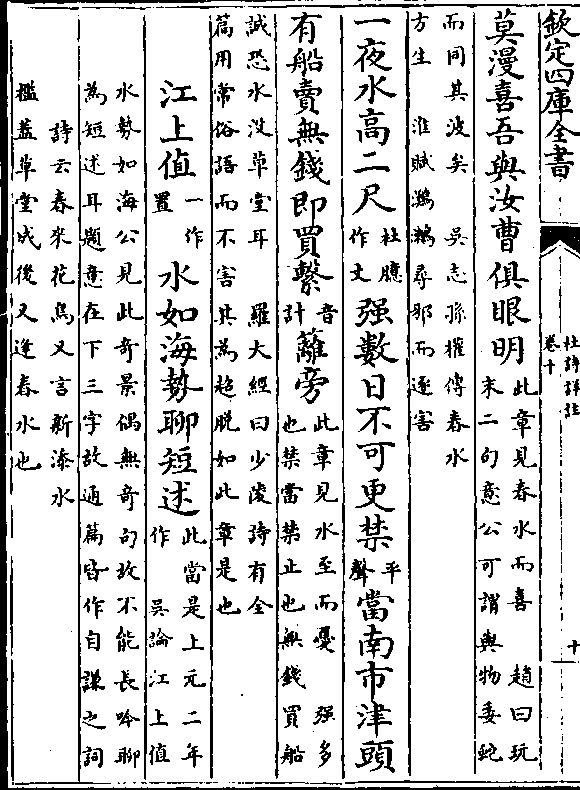 欽定四庫全書
杜詩詳註
卷十
十
莫漫喜吾與汝曹俱眼明此章見春水而喜　趙曰玩末二句意公可謂與物委蛇
而同其波矣　吳志孫權傳春水方生　淮賦鸂鶒尋邪而逐害
一夜水高二尺杜臆作文强數日不可更禁平聲當南市津頭
有船賣無錢即買繫音計籬旁此章見水至而憂　强多也禁當禁止也無錢買船
誠恐水没草堂耳　羅大經曰少陵詩有全篇用常俗語而不害其為超脱如此章是也
江上值一作置水如海勢聊短述此當是上元二年作　吳論江上值
水勢如海公見此奇景偶無奇句故不能長吟聊為短述耳題意在下三字故通篇皆作自謙之詞
詩云春來花鳥又言新添水檻蓋草堂成後又逢春水也